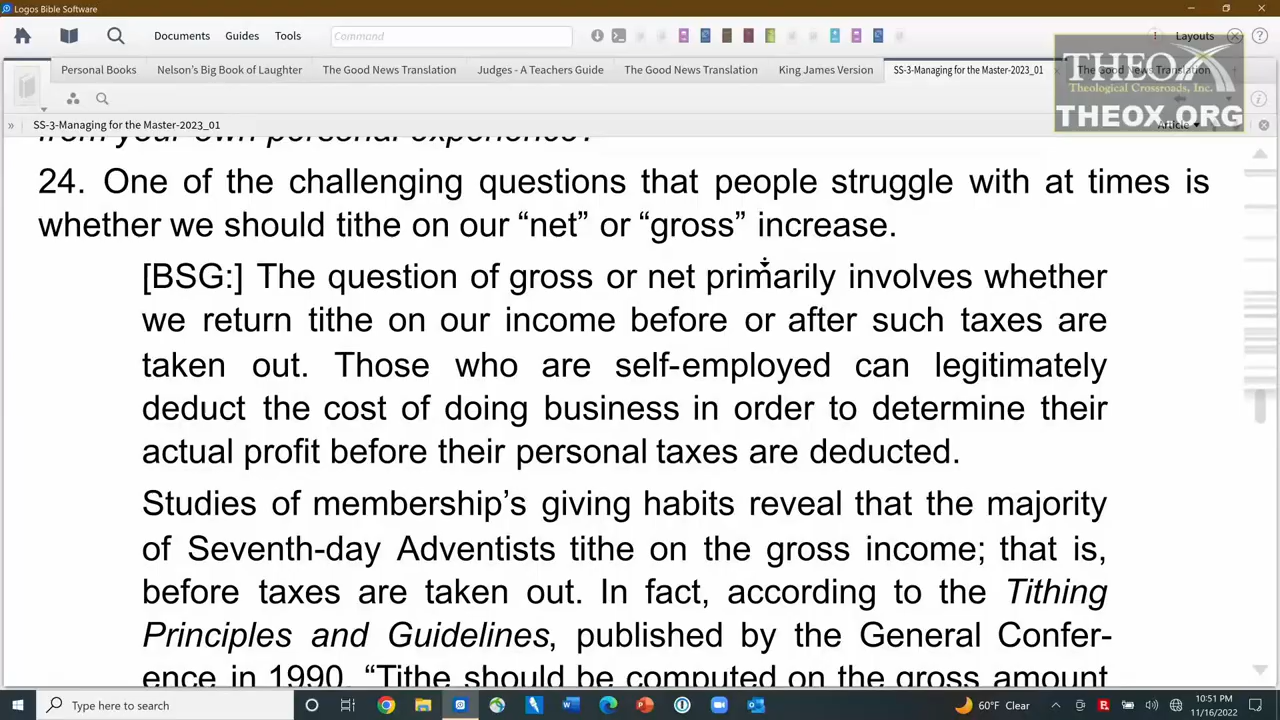 Logos Bible Software
Documents Guides Tools Command Layouts
Personal Books Nelson's Big Book of Laughter The Good Judges - A Teachers Guide The Good News Translation King James Version SS-3-Managing for the Master-2023_01 The Good News Translation
THEOX
Theological Crossroads, Inc.
THEOX.ORG
» SS-3-Managing for the Master-2023_01 Article
from your own personal experience?
24. One of the challenging questions that people struggle with at times is
whether we should tithe on our “net” or “gross” increase.
[BSG:] The question of gross or net primarily involves whether
we return tithe on our income before or after such taxes are
taken out. Those who are self-employed can legitimately
deduct the cost of doing business in order to determine their
actual profit before their personal taxes are deducted.
Studies of membership’s giving habits reveal that the majority
of Seventh-day Adventists tithe on the gross income; that is,
before taxes are taken out. In fact, according to the Tithing
Principles and Guidelines, published by the General Confer-
ence in 1990, “Tithe should be computed on the gross amount
Type here to search
60°F Clear
10:51 PM
11/16/2022